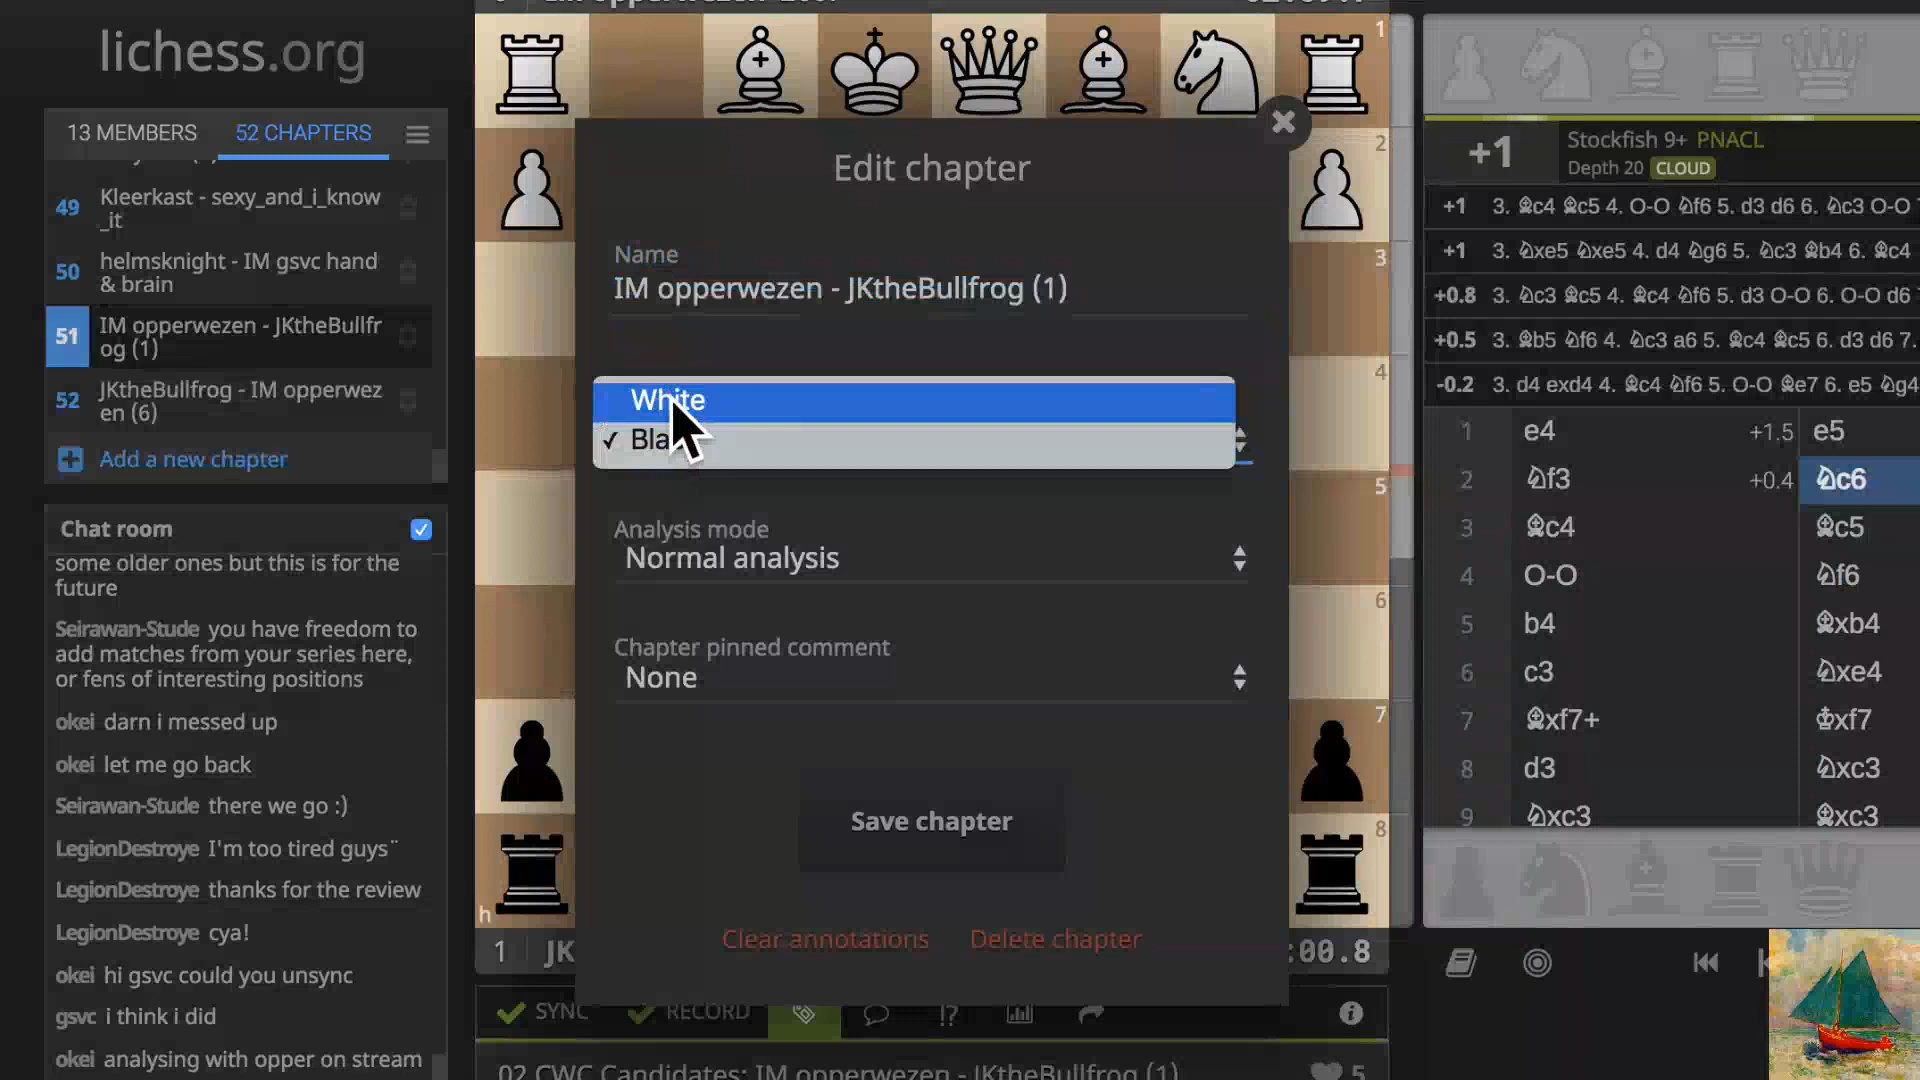 lichess.org
13 MEMBERS
52 CHAPTERS
49
Kleerkast - sexy_and_i_know
_it
50
helmsknight - IM gsvc hand
& brain
51
IM opperwezen - JKtheBullfr
og (1)
52
JKtheBullfrog - IM opperwez
en (6)
Add a new chapter
Chat room
some older ones but this is for the
future
Seirawan-Stude you have freedom to
add matches from your series here,
or fens of interesting positions
okei darn i messed up
okei let me go back
Seirawan-Stude there we go :)
LegionDestroye I'm too tired guys¨
LegionDestroye thanks for the review
LegionDestroye cya!
okei hi gsvc could you unsync
gsvc i think i did
okei analysing with opper on stream
1
2
3
4
5
6
7
8
h
1 JK
:00.8
Edit chapter
Name
IM opperwezen - JKtheBullfrog (1)
White
✓ Bla
Analysis mode
Normal analysis
Chapter pinned comment
None
Save chapter
Clear annotations
Delete chapter
SYNC
RECORD
!?
02 CWC Candidates: IM opperwezen - JKtheBullfrog (1)
5
+1
Stockfish 9+ PNACL
Depth 20 CLOUD
+1 3. ♗c4 ♗c5 4. O-O ♘f6 5. d3 d6 6. ♘c3 O-O
+1 3. ♘xe5 ♘xe5 4. d4 ♘g6 5. ♘c3 ♗b4 6. ♗c4
+0.8 3. ♘c3 ♗c5 4. ♗c4 ♘f6 5. d3 O-O 6. O-O d6
+0.5 3. ♗b5 ♘f6 4. ♘c3 a6 5. ♗c4 ♗c5 6. d3 d6 7.
-0.2 3. d4 exd4 4. ♗c4 ♘f6 5. O-O ♗e7 6. e5 ♘g4
1 e4 +1.5 e5
2 ♘f3 +0.4 ♘c6
3 ♗c4 ♗c5
4 O-O ♘f6
5 b4 ♗xb4
6 c3 ♘xe4
7 ♗xf7+ ♔xf7
8 d3 ♘xc3
9 ♘xc3 ♗xc3